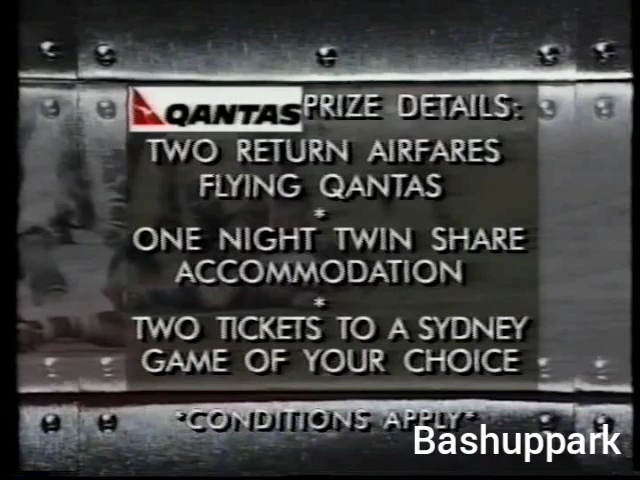 QANTAS PRIZE DETAILS:
TWO RETURN AIRFARES
FLYING QANTAS
*
ONE NIGHT TWIN SHARE
ACCOMMODATION
*
TWO TICKETS TO A SYDNEY
GAME OF YOUR CHOICE
*CONDITIONS APPLY*
Bashuppark